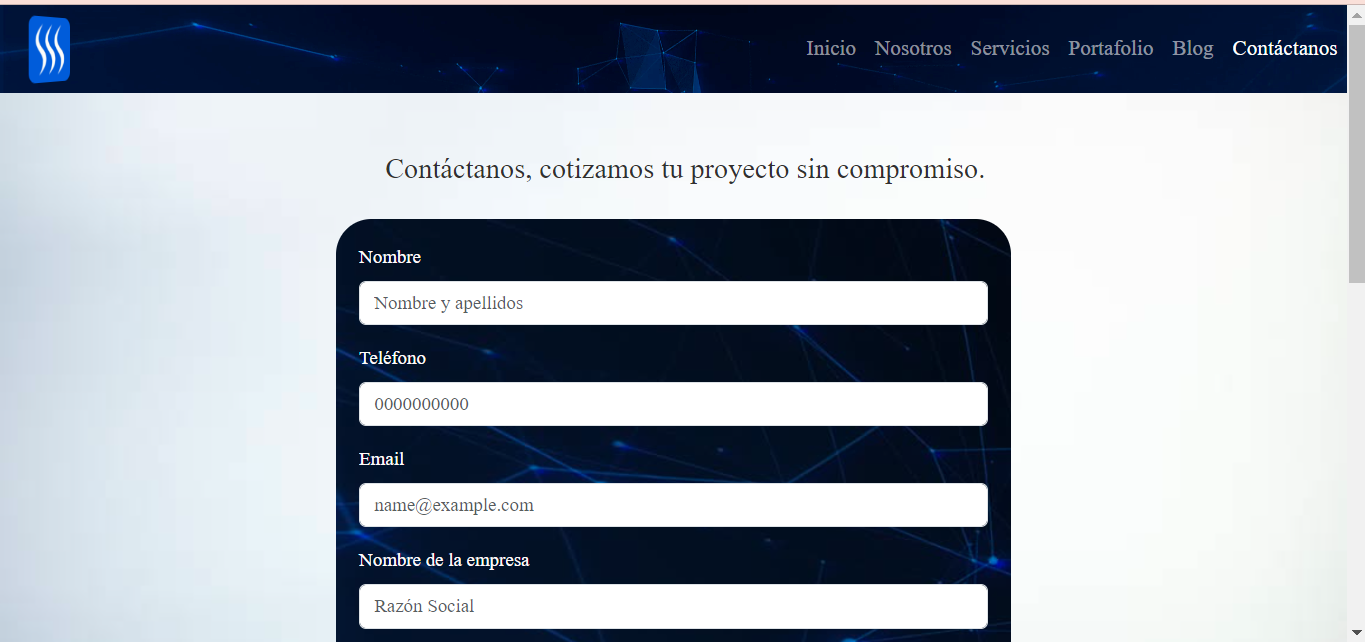 Inicio Nosotros Servicios Portafolio Blog Contáctanos
Contáctanos, cotizamos tu proyecto sin compromiso.
Nombre
Nombre y apellidos
Teléfono
0000000000
Email
name@example.com
Nombre de la empresa
Razón Social